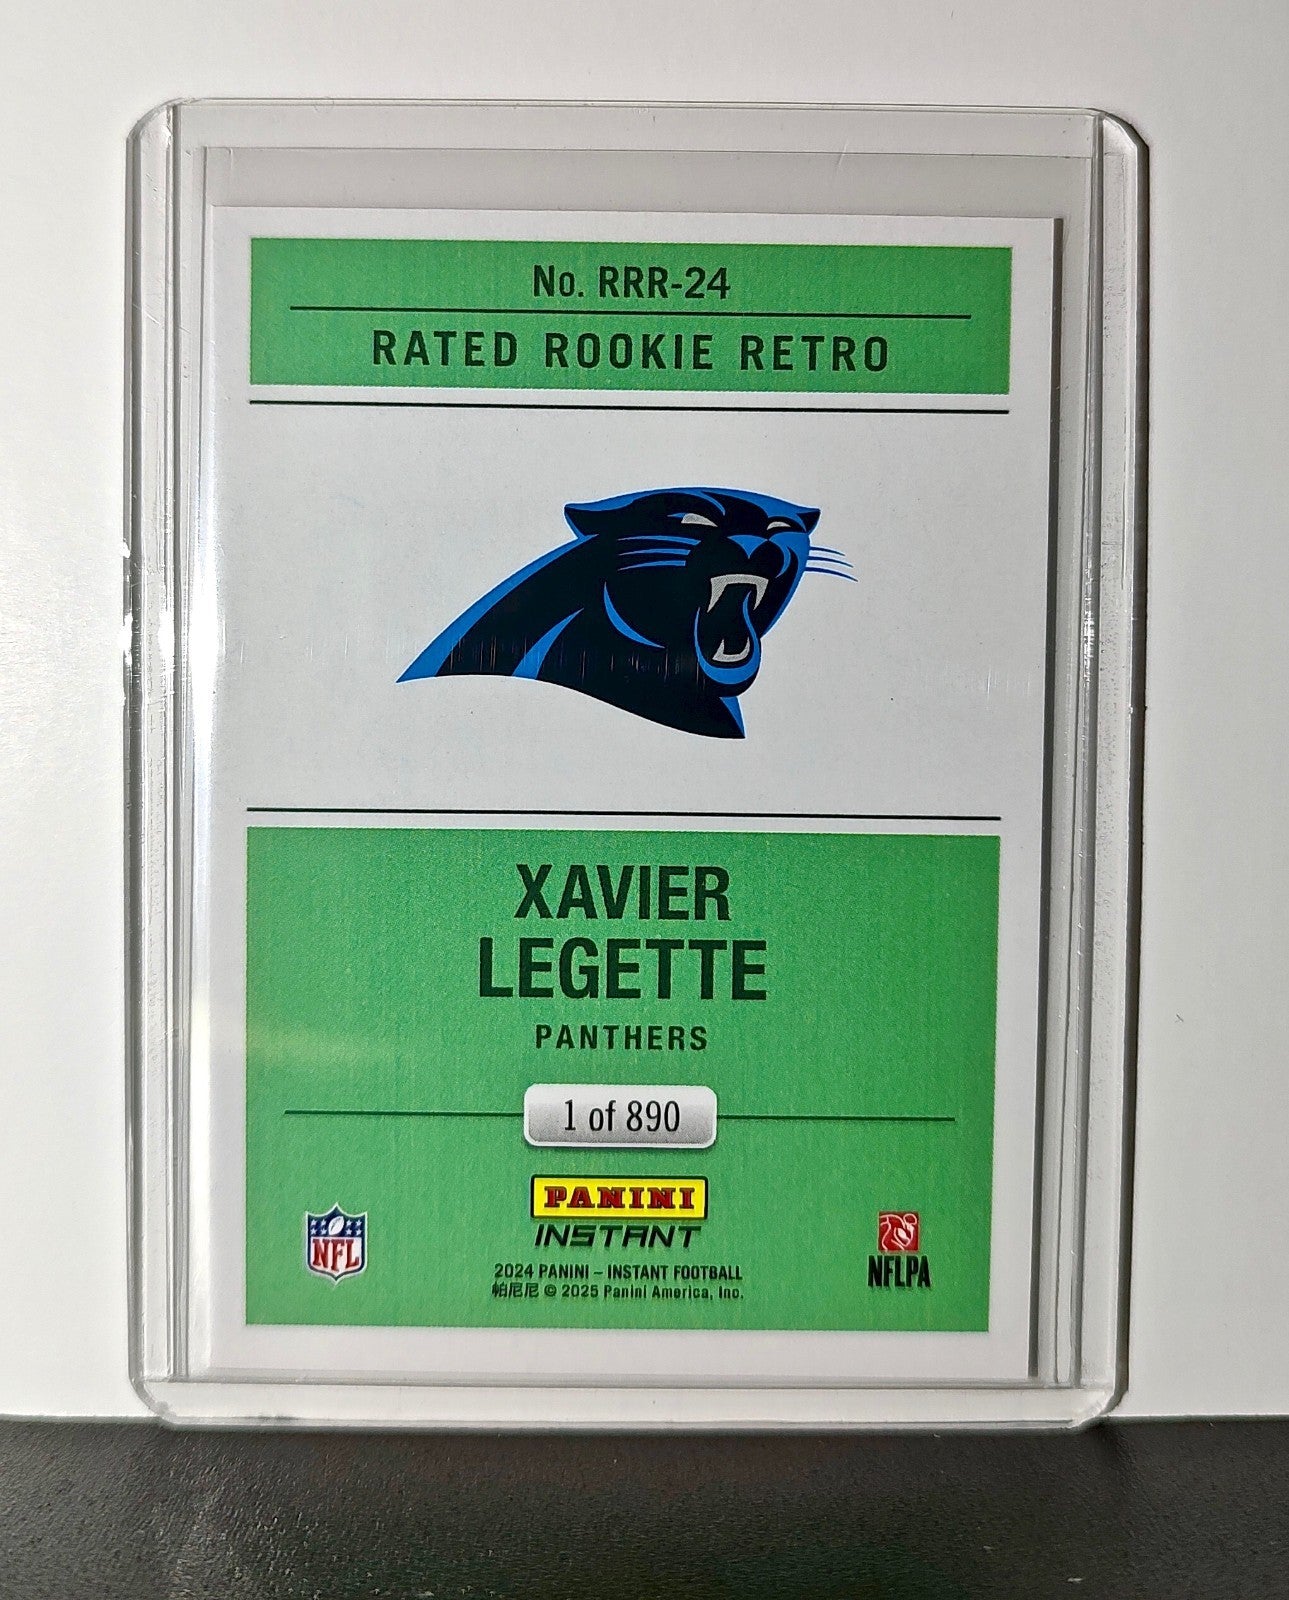 No. RRR-24
RATED ROOKIE RETRO
XAVIER
LEGETTE
PANTHERS
1 of 890
PANINI
INSTANT
NFL
NFLPA
2024 PANINI – INSTANT FOOTBALL
帕尼尼 © 2025 Panini America, Inc.